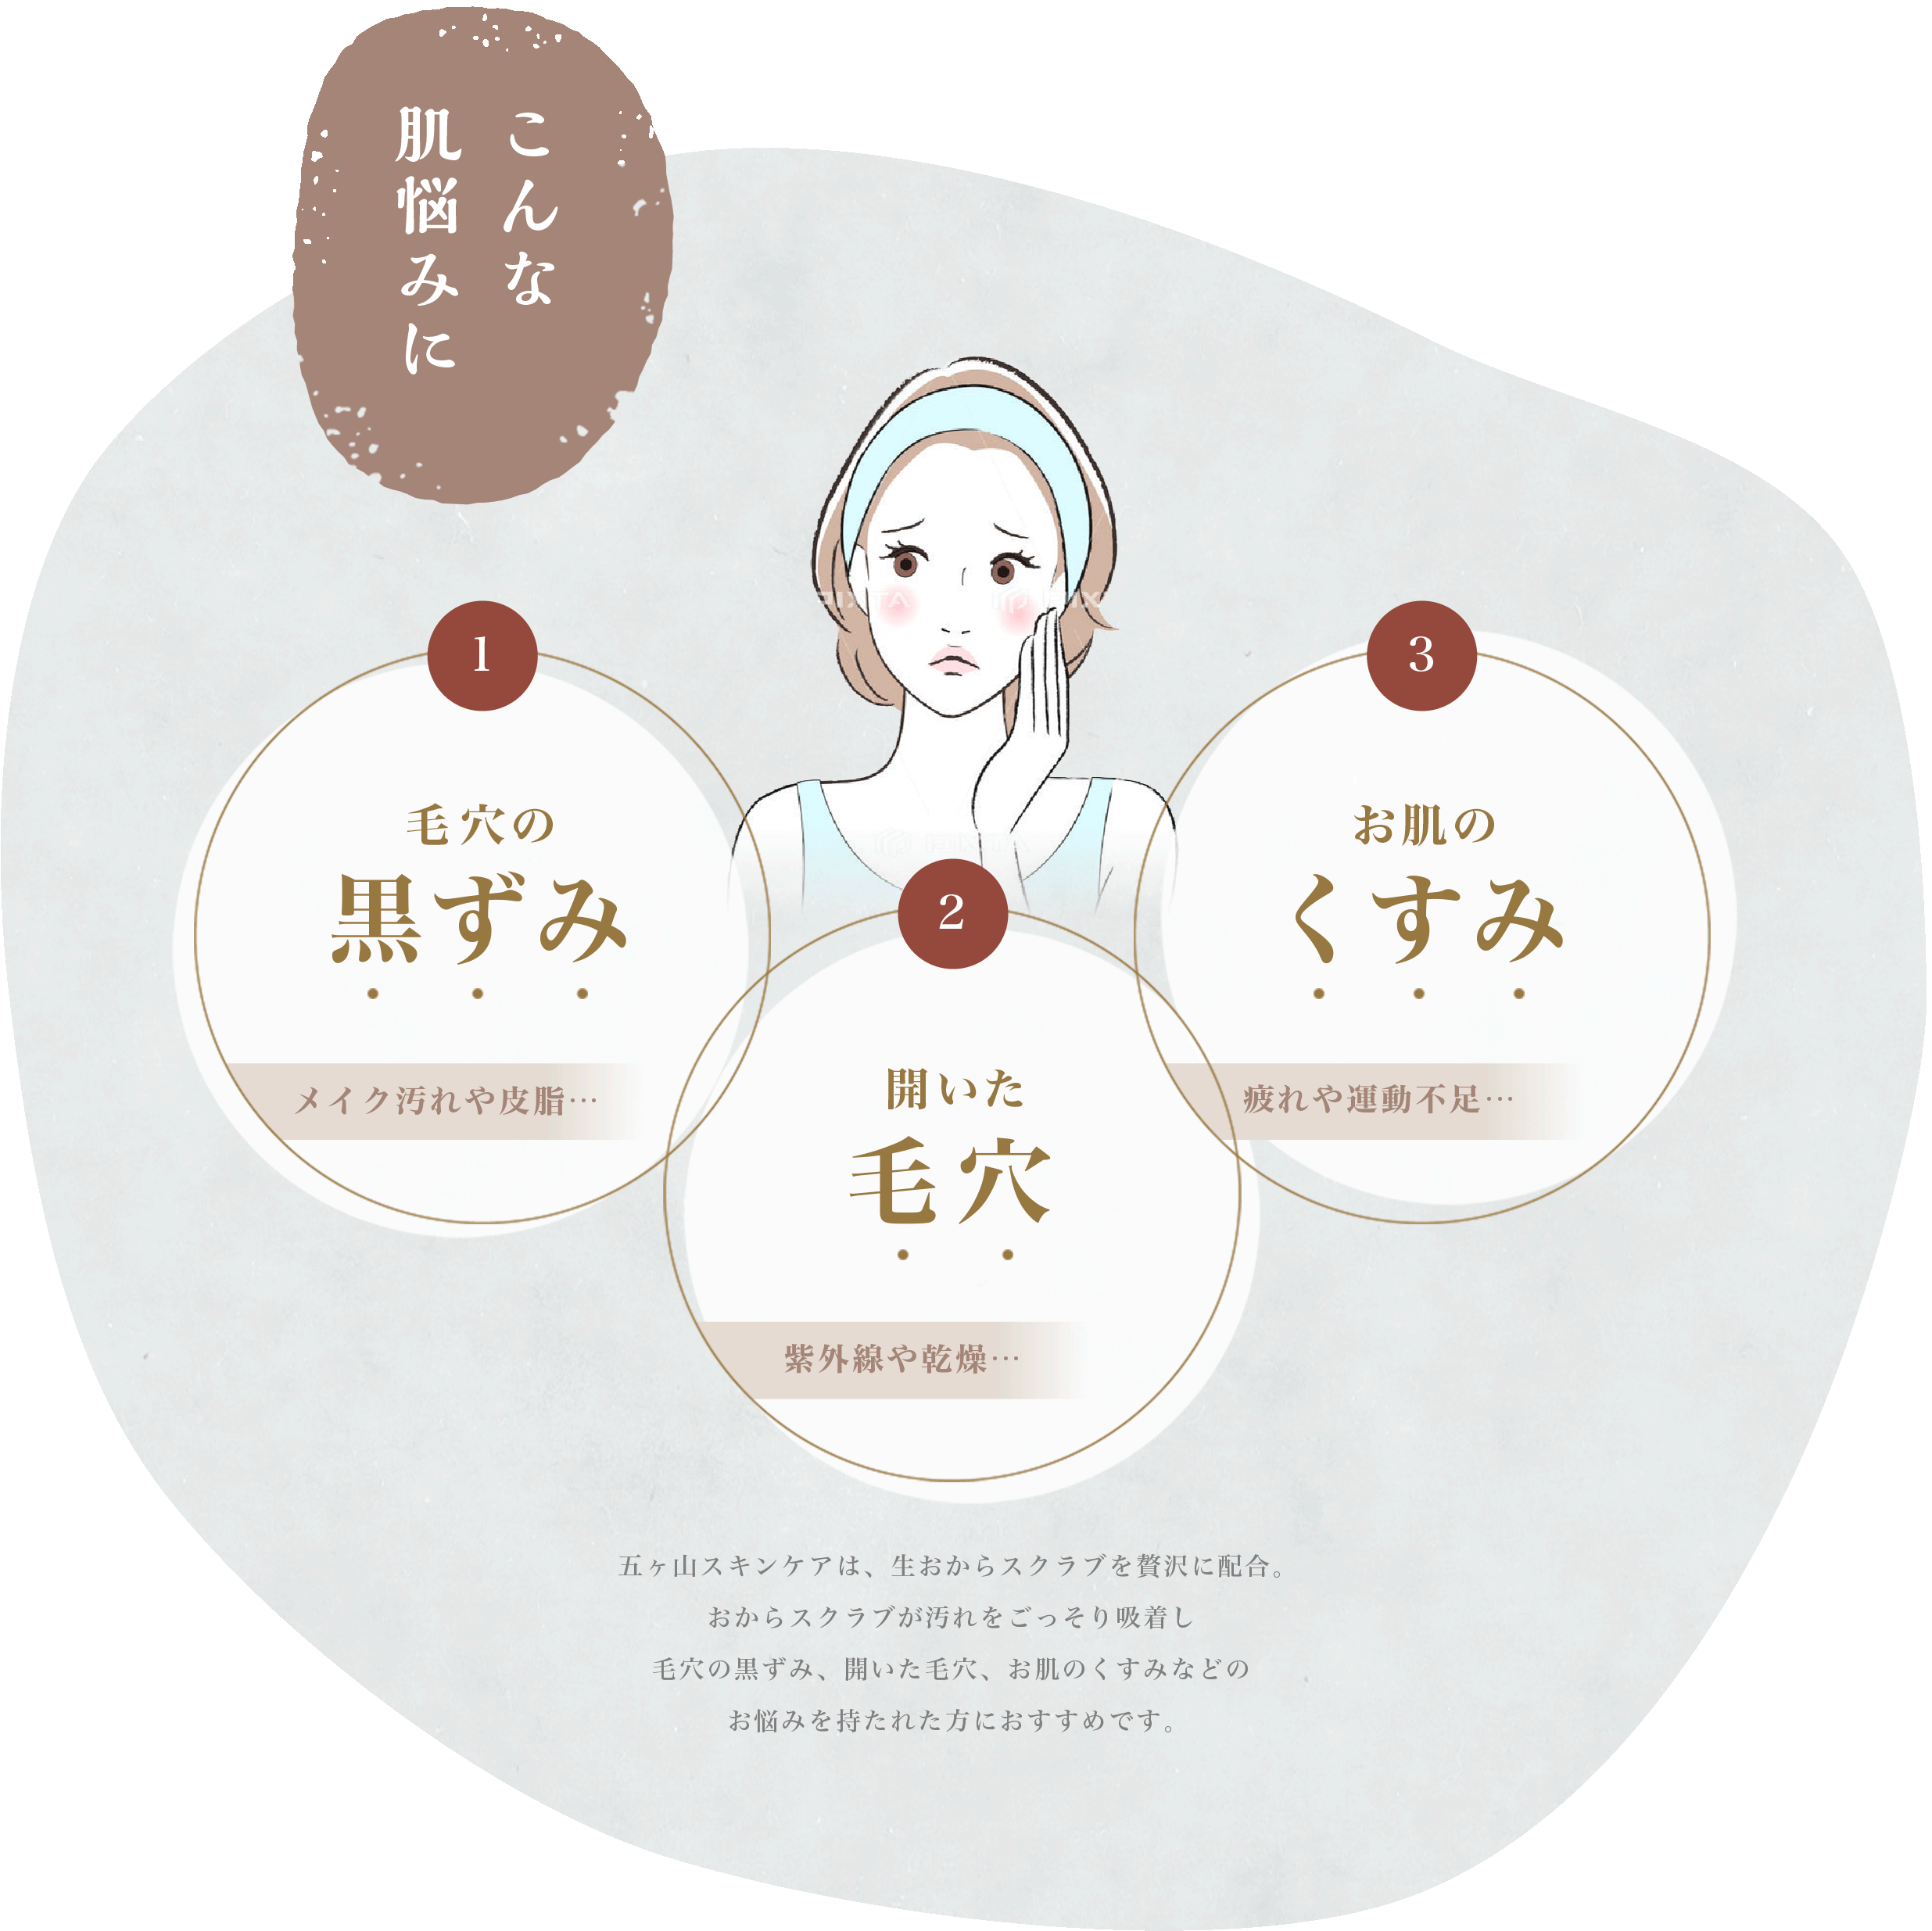 こんな
肌悩みに
1
毛穴の
黒ずみ
メイク汚れや皮脂…
2
開いた
毛穴
紫外線や乾燥…
3
お肌の
くすみ
疲れや運動不足…
五ヶ山スキンケアは、生おからスクラブを贅沢に配合。
おからスクラブが汚れをごっそり吸着し
毛穴の黒ずみ、開いた毛穴、お肌のくすみなどの
お悩みを持たれた方におすすめです。
PIXTA